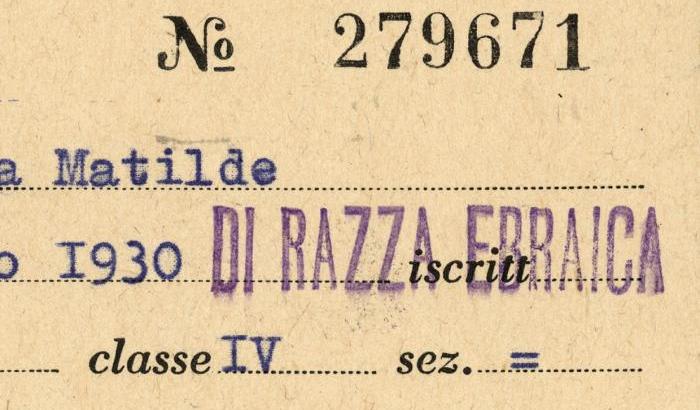 No 279671
a Matilde
o 1930 DI RAZZA EBRAICA iscritt
classe IV sez. =